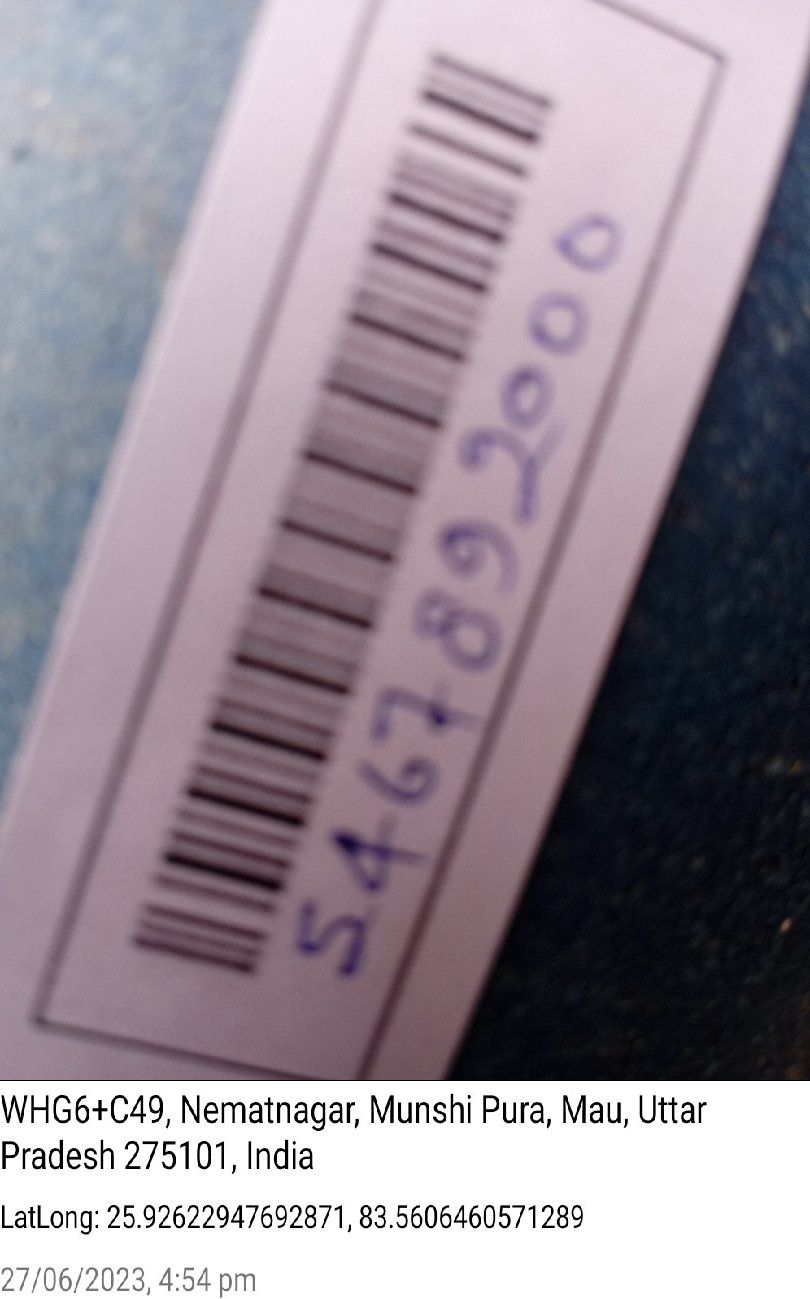 5467892000
WHG6+C49, Nematnagar, Munshi Pura, Mau, Uttar
Pradesh 275101, India
LatLong: 25.92622947692871, 83.5606460571289
27/06/2023, 4:54 pm